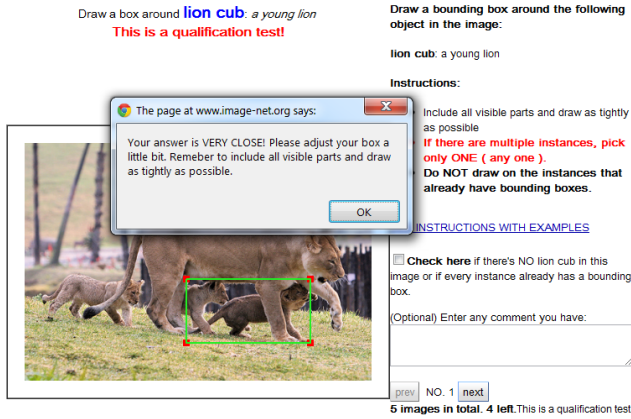 Draw a box around lion cub: a young lion
This is a qualification test!
The page at www.image-net.org says:
Your answer is VERY CLOSE! Please adjust your box a
little bit. Remeber to include all visible parts and draw
as tightly as possible.
OK
Draw a bounding box around the following
object in the image:
lion cub: a young lion
Instructions:
Include all visible parts and draw as tightly
as possible
If there are multiple instances, pick
only ONE ( any one ).
Do NOT draw on the instances that
already have bounding boxes.
INSTRUCTIONS WITH EXAMPLES
Check here if there's NO lion cub in this
image or if every instance already has a bounding
box.
(Optional) Enter any comment you have:
prev NO. 1 next
5 images in total. 4 left.This is a qualification test